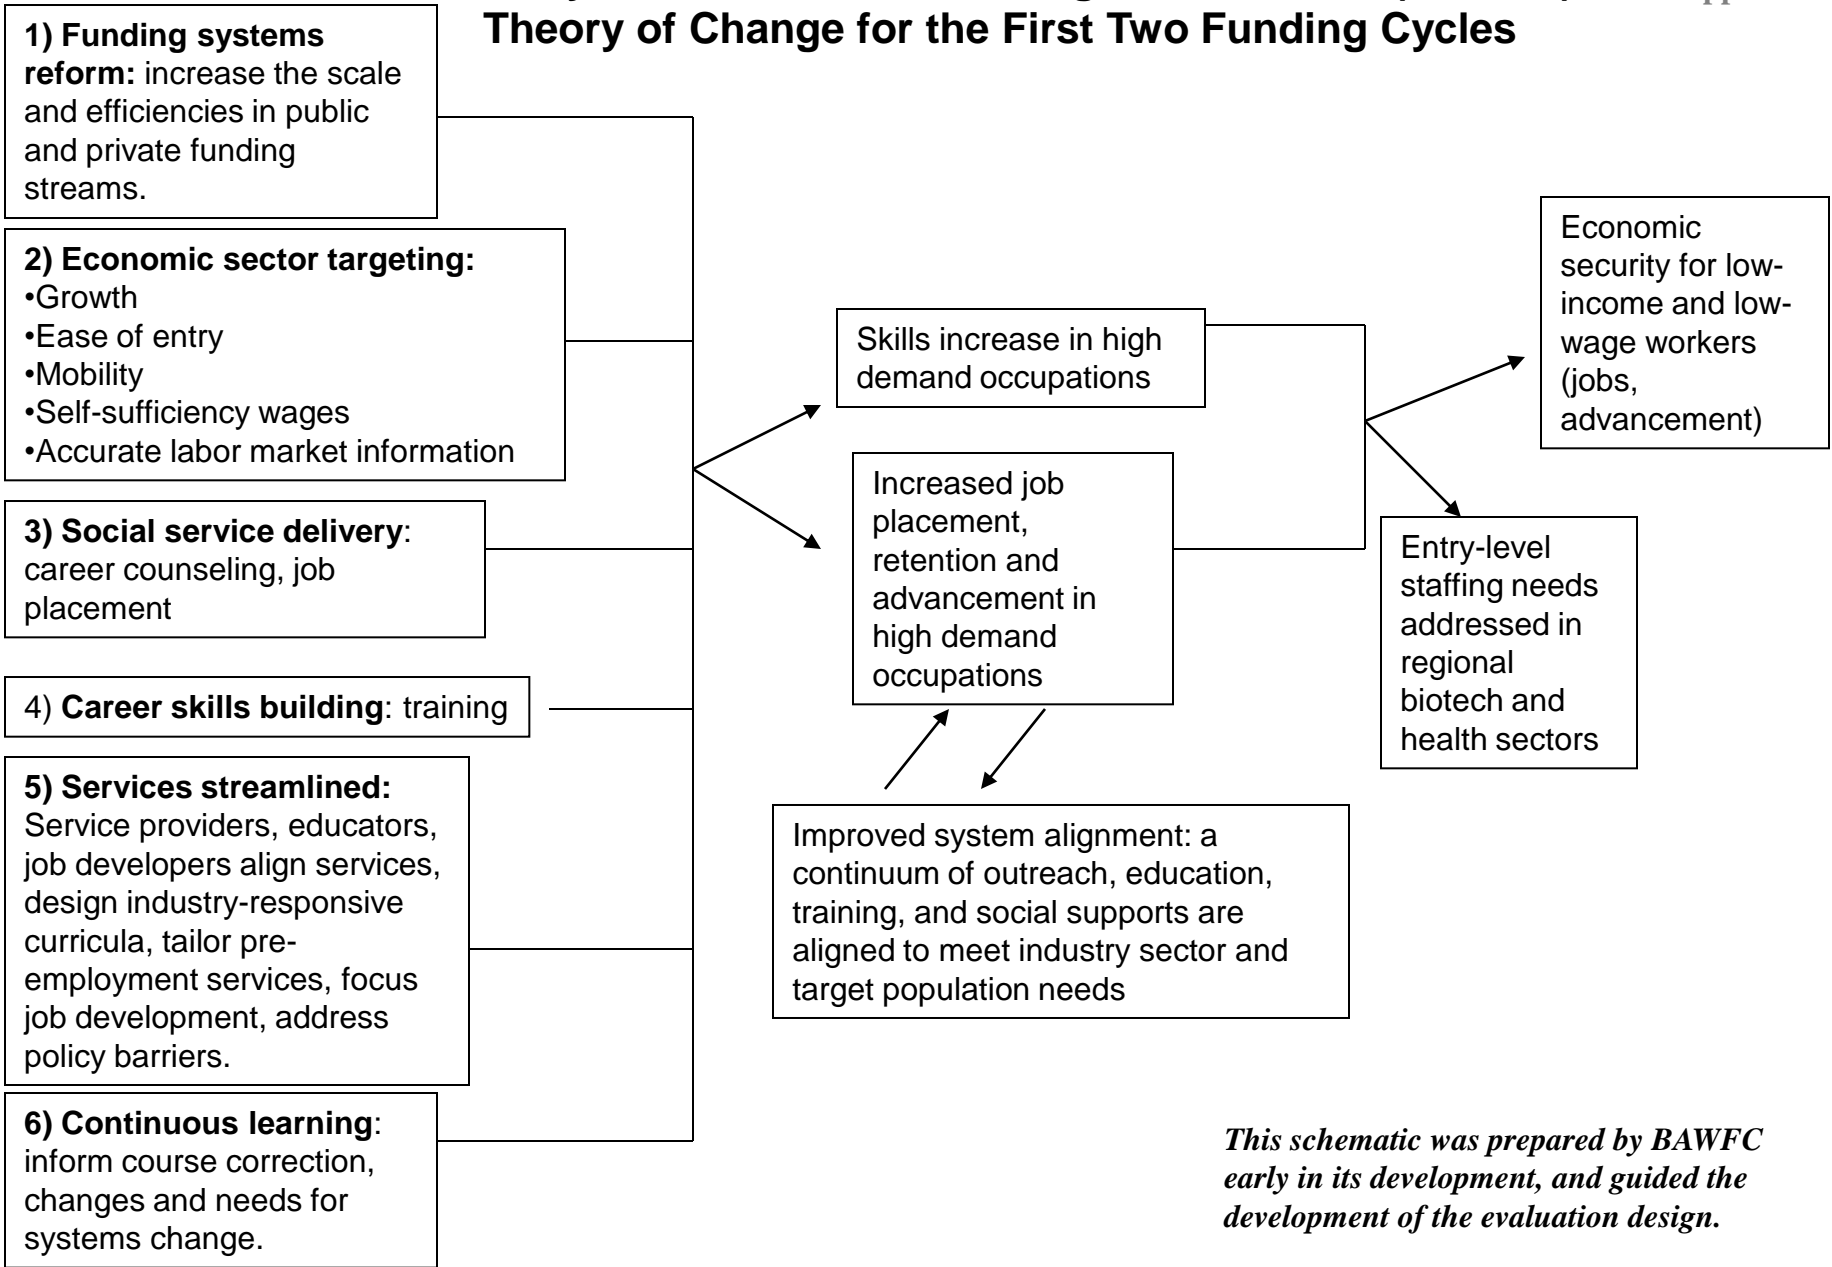 Theory of Change for the First Two Funding Cycles
1) Funding systems
reform: increase the scale
and efficiencies in public
and private funding
streams.
2) Economic sector targeting:
•Growth
•Ease of entry
•Mobility
•Self-sufficiency wages
•Accurate labor market information
3) Social service delivery:
career counseling, job
placement
4) Career skills building: training
5) Services streamlined:
Service providers, educators,
job developers align services,
design industry-responsive
curricula, tailor pre-
employment services, focus
job development, address
policy barriers.
6) Continuous learning:
inform course correction,
changes and needs for
systems change.
Skills increase in high
demand occupations
Increased job
placement,
retention and
advancement in
high demand
occupations
Improved system alignment: a
continuum of outreach, education,
training, and social supports are
aligned to meet industry sector and
target population needs
Economic
security for low-
income and low-
wage workers
(jobs,
advancement)
Entry-level
staffing needs
addressed in
regional
biotech and
health sectors
This schematic was prepared by BAWFC
early in its development, and guided the
development of the evaluation design.